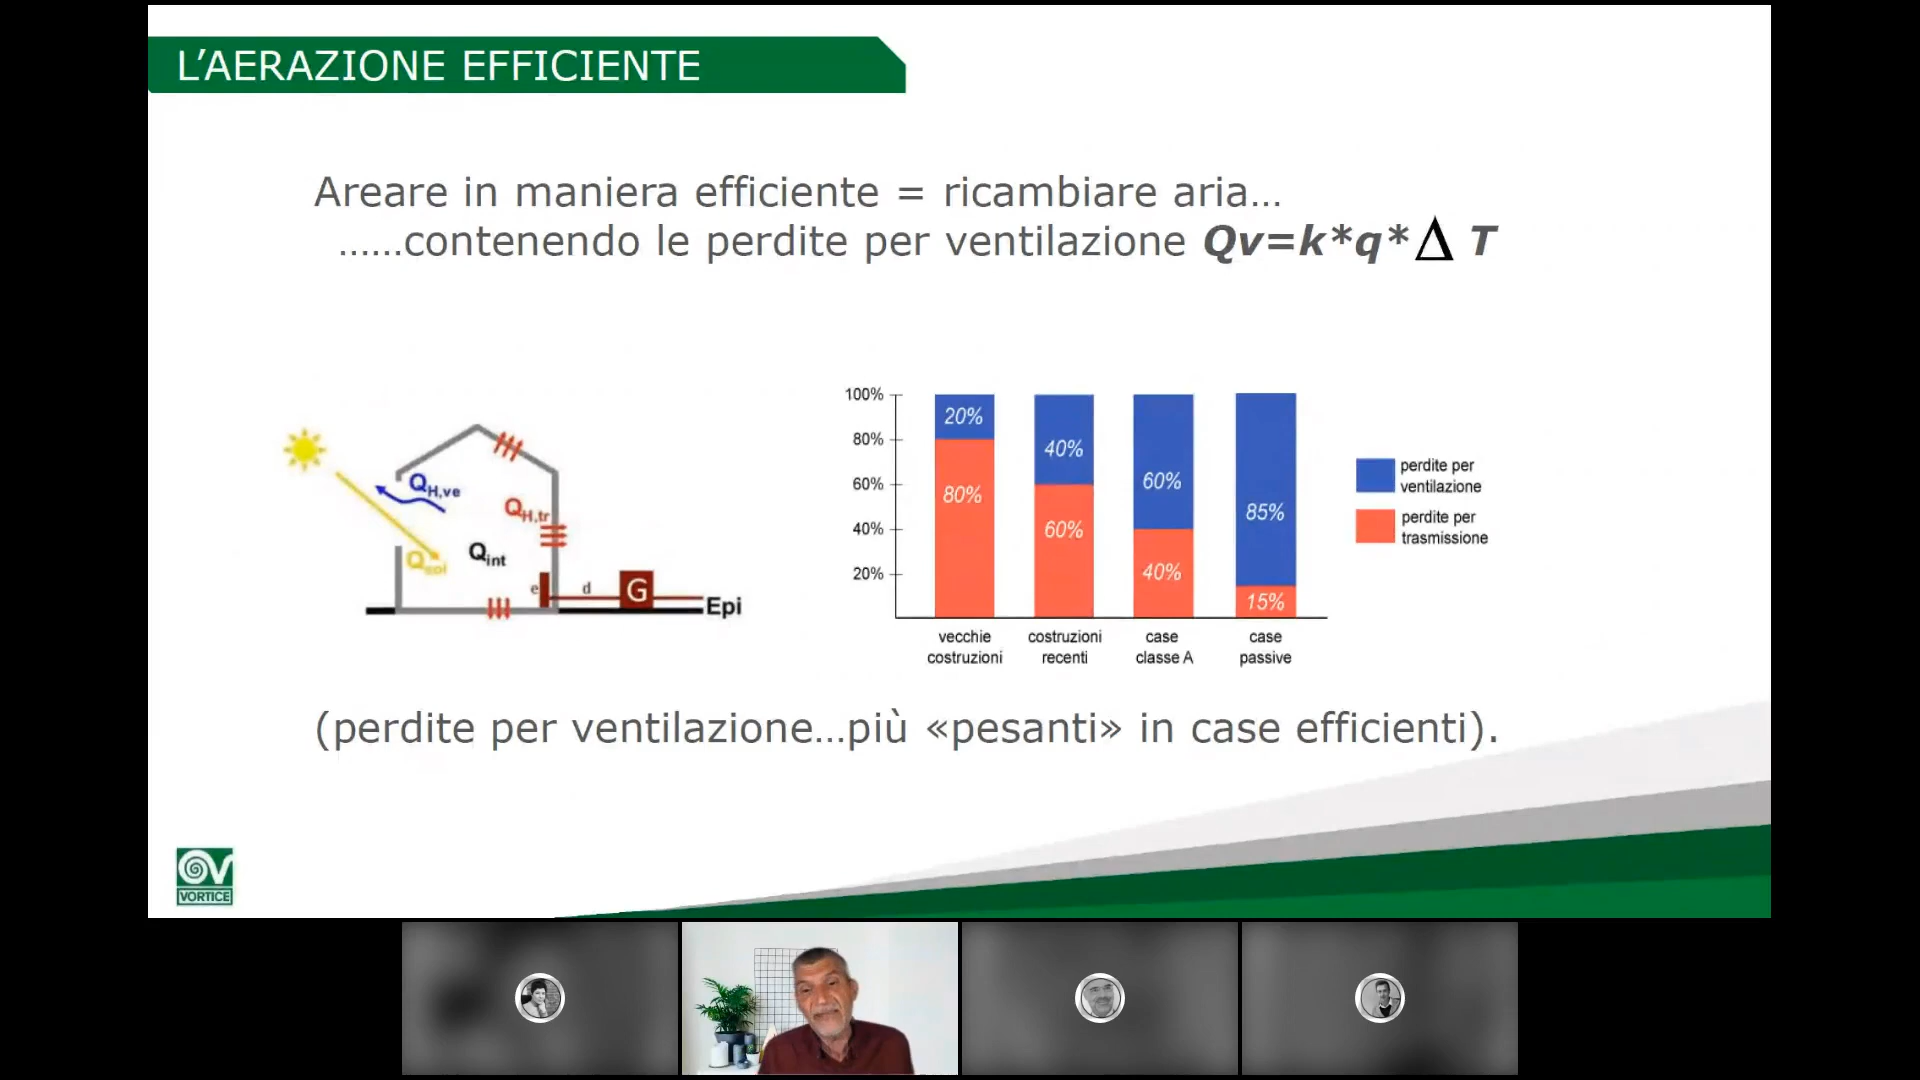 L'AERAZIONE EFFICIENTE
Areare in maniera efficiente = ricambiare aria...
......contenendo le perdite per ventilazione Qv=k*q*Δ T
Q H,ve
Q H,tr
Q sol
Q int
e
d
G
Epi
100%
80%
60%
40%
20%
20%
80%
40%
60%
60%
40%
85%
15%
vecchie
costruzioni
costruzioni
recenti
case
classe A
case
passive
perdite per
ventilazione
perdite per
trasmissione
(perdite per ventilazione...più «pesanti» in case efficienti).
VORTICE